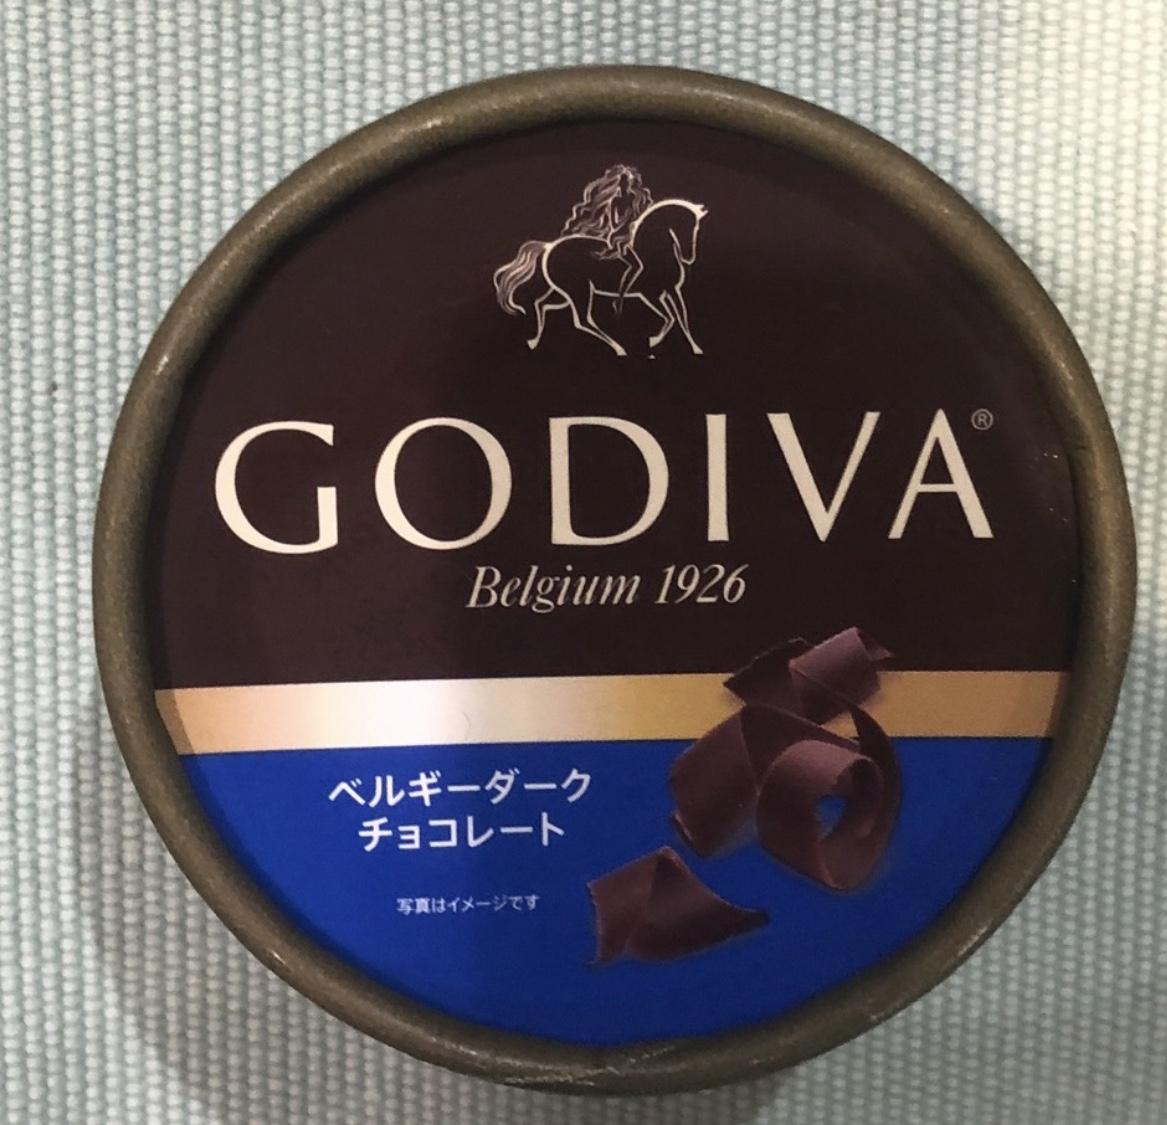 GODIVA®
Belgium 1926
ベルギーダーク
チョコレート
写真はイメージです